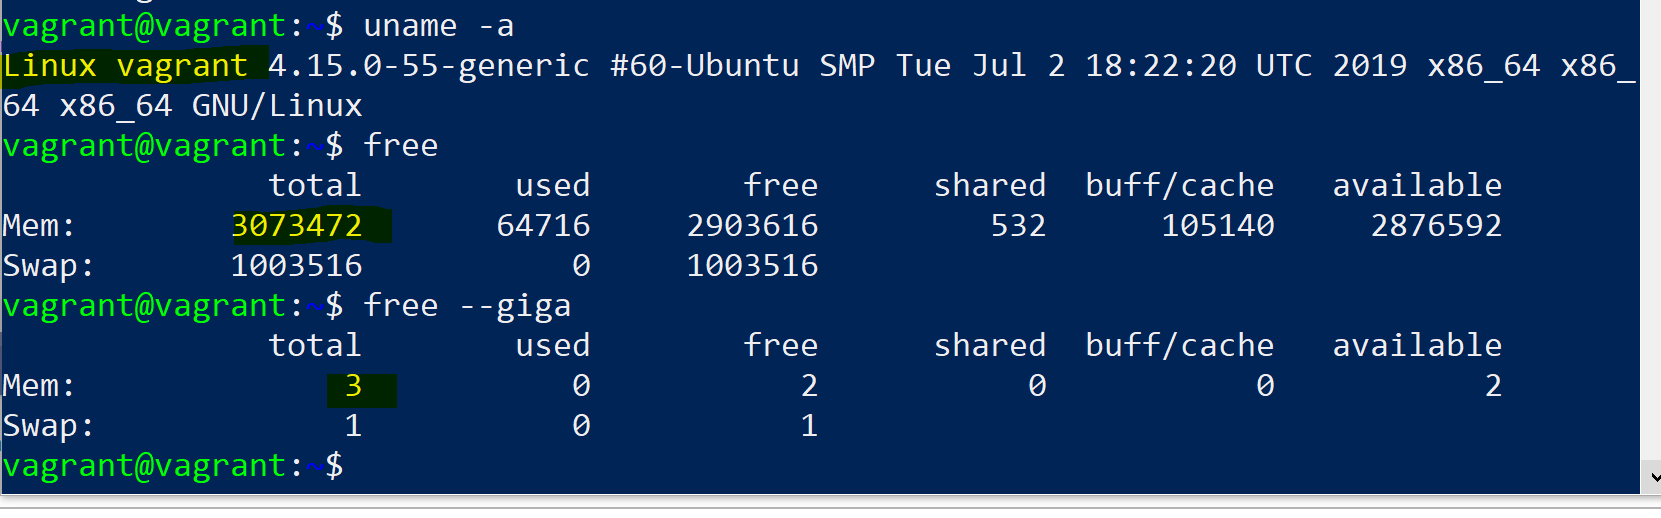 vagrant@vagrant:~$ uname -a
Linux vagrant 4.15.0-55-generic #60-Ubuntu SMP Tue Jul 2 18:22:20 UTC 2019 x86_64 x86_
64 x86_64 GNU/Linux
vagrant@vagrant:~$ free
              total        used        free      shared  buff/cache   available
Mem:        3073472       64716     2903616         532      105140     2876592
Swap:       1003516           0     1003516
vagrant@vagrant:~$ free --giga
              total        used        free      shared  buff/cache   available
Mem:              3           0           2           0           0           2
Swap:             1           0           1
vagrant@vagrant:~$